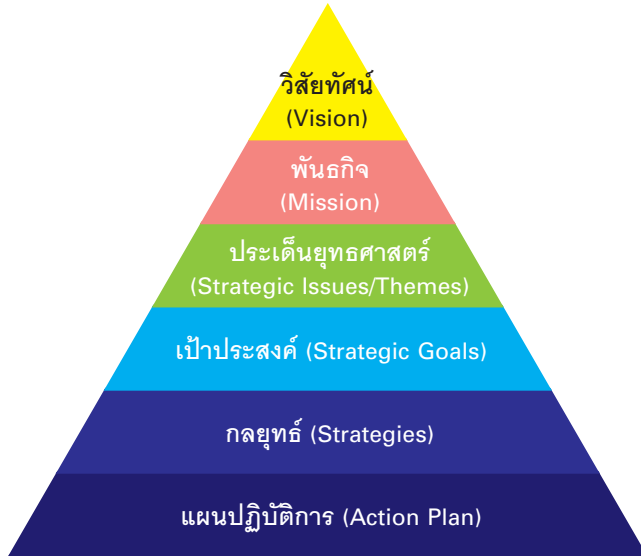 วิสัยทัศน์
(Vision)
พันธกิจ
(Mission)
ประเด็นยุทธศาสตร์
(Strategic Issues/Themes)
เป้าประสงค์ (Strategic Goals)
กลยุทธ์ (Strategies)
แผนปฏิบัติการ (Action Plan)